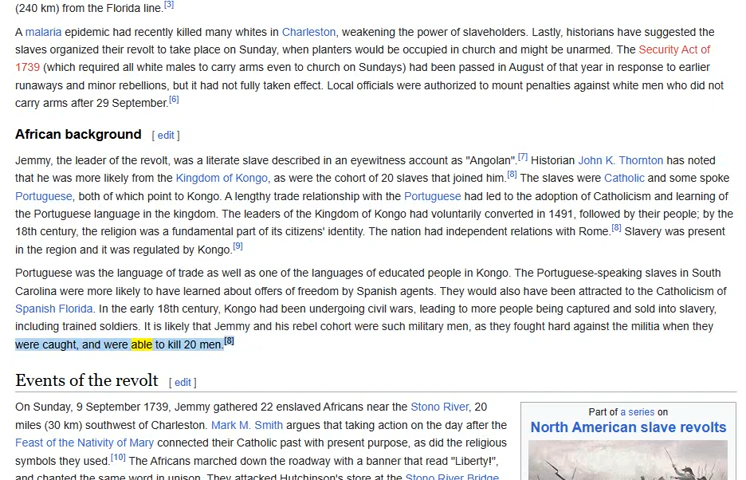 (240 km) from the Florida line.[3]
A malaria epidemic had recently killed many whites in Charleston, weakening the power of slaveholders. Lastly, historians have suggested the
slaves organized their revolt to take place on Sunday, when planters would be occupied in church and might be unarmed. The Security Act of
1739 (which required all white males to carry arms even to church on Sundays) had been passed in August of that year in response to earlier
runaways and minor rebellions, but it had not fully taken effect. Local officials were authorized to mount penalties against white men who did not
carry arms after 29 September.[6]
African background [ edit ]
Jemmy, the leader of the revolt, was a literate slave described in an eyewitness account as "Angolan".[7] Historian John K. Thornton has noted
that he was more likely from the Kingdom of Kongo, as were the cohort of 20 slaves that joined him.[8] The slaves were Catholic and some spoke
Portuguese, both of which point to Kongo. A lengthy trade relationship with the Portuguese had led to the adoption of Catholicism and learning of
the Portuguese language in the kingdom. The leaders of the Kingdom of Kongo had voluntarily converted in 1491, followed by their people; by the
18th century, the religion was a fundamental part of its citizens' identity. The nation had independent relations with Rome.[8] Slavery was present
in the region and it was regulated by Kongo.[9]
Portuguese was the language of trade as well as one of the languages of educated people in Kongo. The Portuguese-speaking slaves in South
Carolina were more likely to have learned about offers of freedom by Spanish agents. They would also have been attracted to the Catholicism of
Spanish Florida. In the early 18th century, Kongo had been undergoing civil wars, leading to more people being captured and sold into slavery,
including trained soldiers. It is likely that Jemmy and his rebel cohort were such military men, as they fought hard against the militia when they
were caught, and were able to kill 20 men.[8]
Events of the revolt [ edit ]
On Sunday, 9 September 1739, Jemmy gathered 22 enslaved Africans near the Stono River, 20
miles (30 km) southwest of Charleston. Mark M. Smith argues that taking action on the day after the
Feast of the Nativity of Mary connected their Catholic past with present purpose, as did the religious
symbols they used.[10] The Africans marched down the roadway with a banner that read "Liberty!",
and chanted the same word in unison. They attacked Hutchinson's store at the Stono River Bridge,
Part of a series on
North American slave revolts